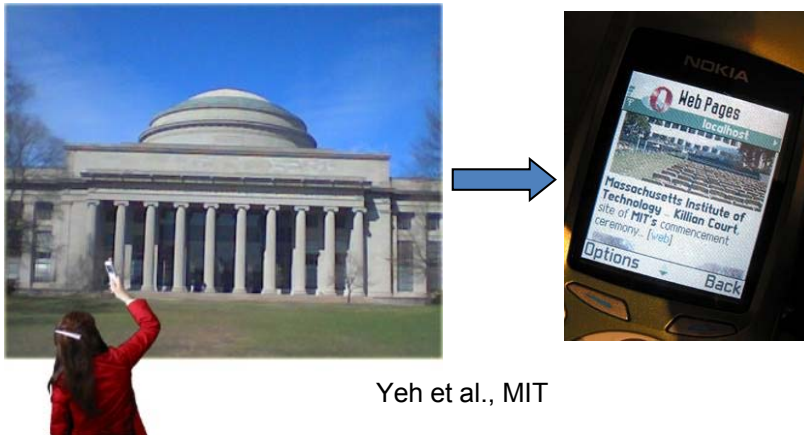 NOKIA
Web Pages
localhost
Massachusetts Institute of
Technology .. Killian Court,
site of MIT's commencement
ceremony.. [web]
Options
Back
Yeh et al., MIT